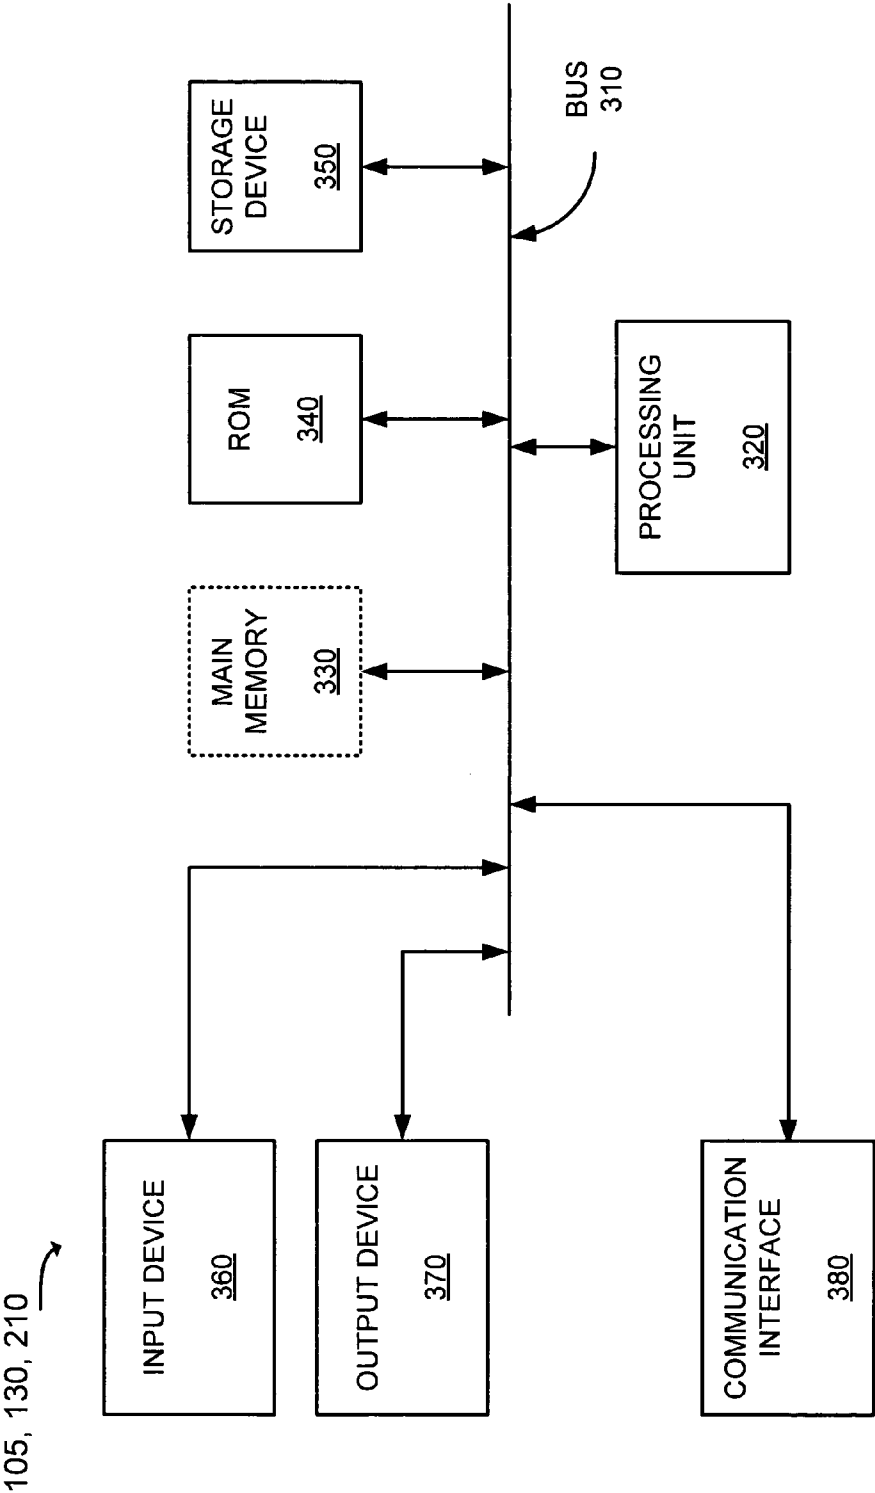 105, 130, 210
INPUT DEVICE
360
OUTPUT DEVICE
370
COMMUNICATION
INTERFACE
380
MAIN
MEMORY
330
ROM
340
STORAGE
DEVICE
350
PROCESSING
UNIT
320
BUS
310